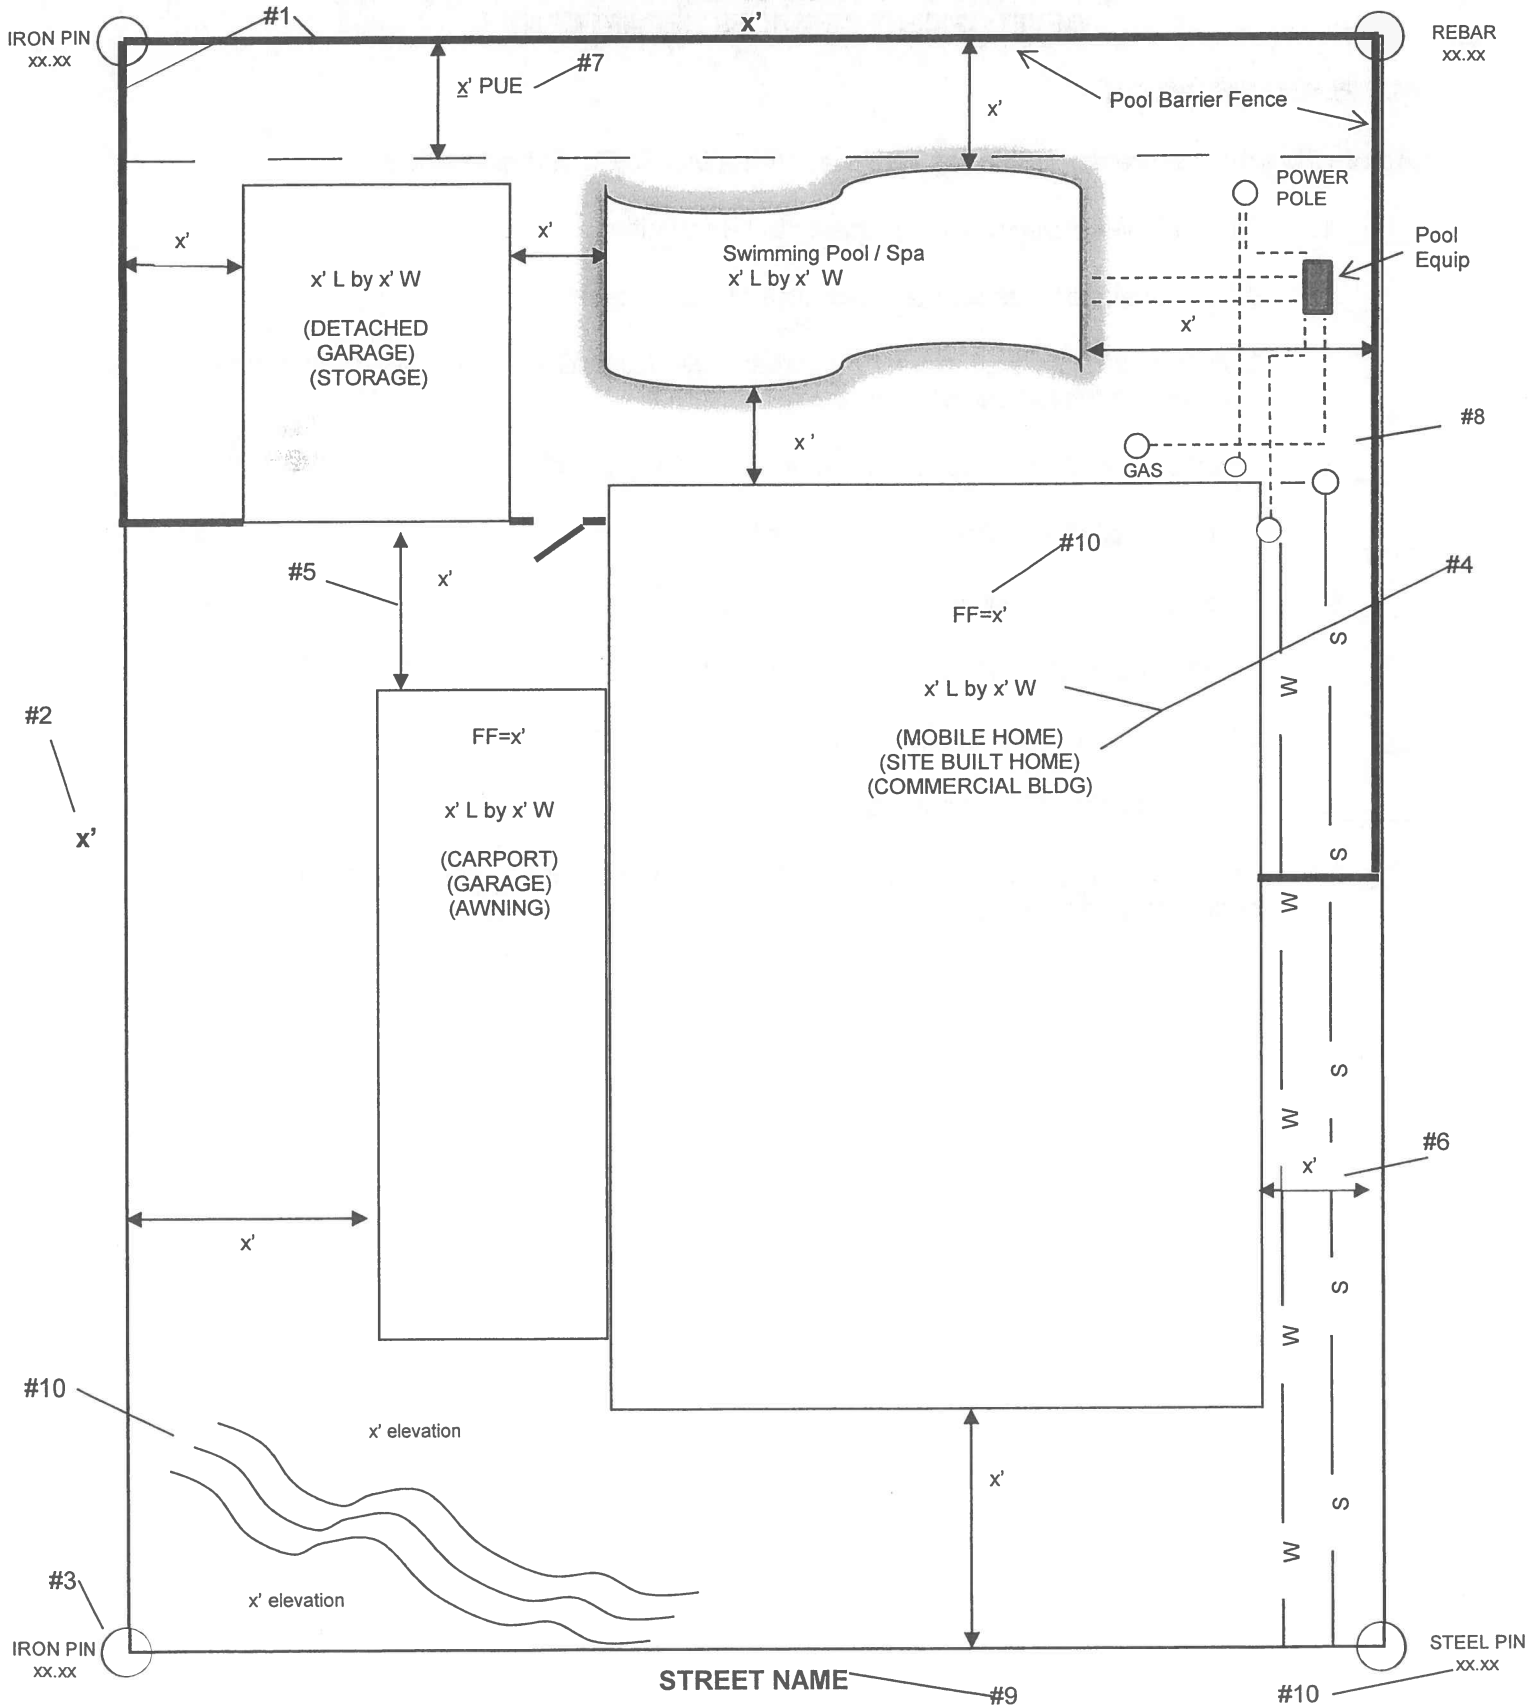 #1
x'
IRON PIN
xx.xx
REBAR
xx.xx
#7
x' PUE
x'
Pool Barrier Fence
POWER
POLE
x'
x'
Swimming Pool / Spa
x' L by x' W
Pool
Equip
x' L by x' W
(DETACHED
GARAGE)
(STORAGE)
x'
x '
#8
GAS
#10
#5
x'
#4
FF=x'
S
x' L by x' W
W
#2
FF=x'
(MOBILE HOME)
(SITE BUILT HOME)
(COMMERCIAL BLDG)
x' L by x' W
x'
(CARPORT)
(GARAGE)
(AWNING)
S
W
S
W
#6
x'
x'
S
W
#10
x' elevation
x'
S
W
#3
x' elevation
IRON PIN
xx.xx
STREET NAME
#9
STEEL PIN
xx.xx
#10